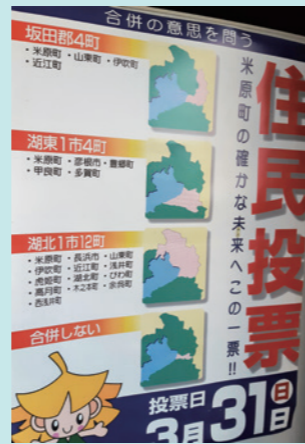 合併の意思を問う
住民投票
米原町の確かな未来へこの一票!!
坂田郡4町
・米原町 ・山東町 ・伊吹町
・近江町
湖東1市4町
・米原町 ・彦根市 ・豊郷町
・甲良町 ・多賀町
湖北1市12町
・米原町 ・長浜市 ・山東町
・伊吹町 ・近江町 ・浅井町
・虎姫町 ・湖北町 ・びわ町
・高月町 ・木之本町 ・余呉町
・西浅井町
合併しない
投票日
3月31日㊐